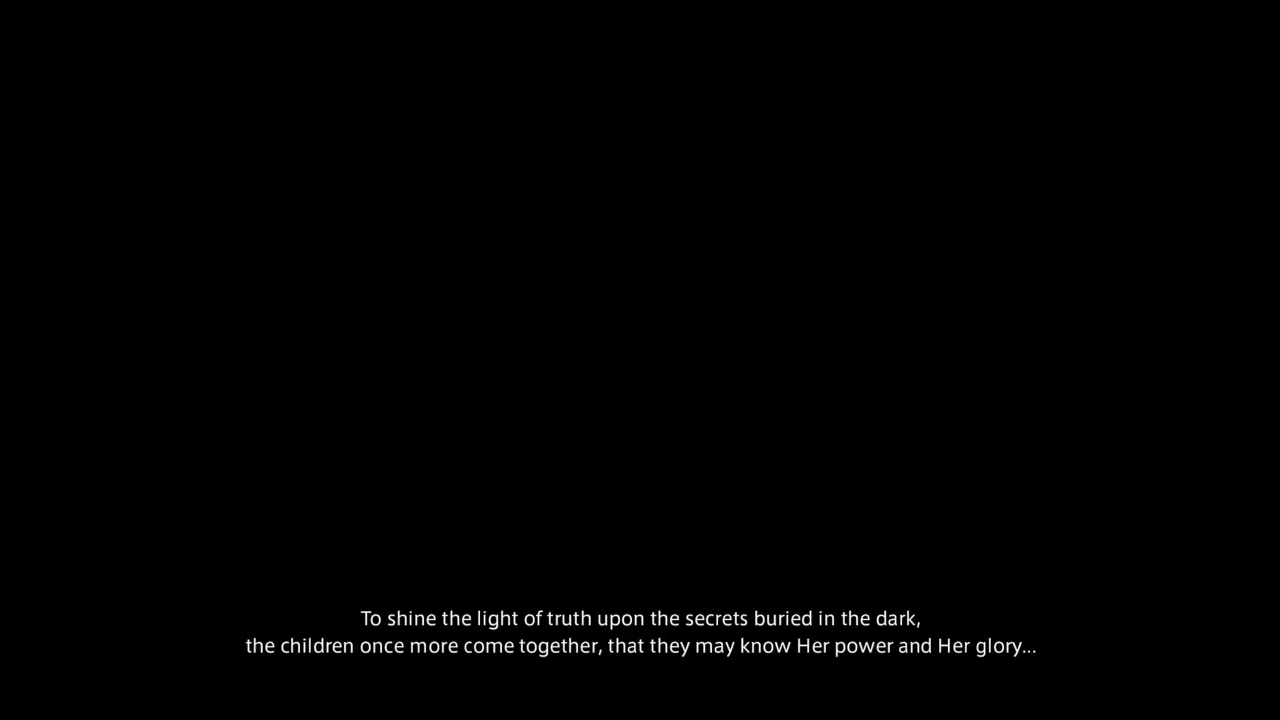 To shine the light of truth upon the secrets buried in the dark,
the children once more come together, that they may know Her power and Her glory...